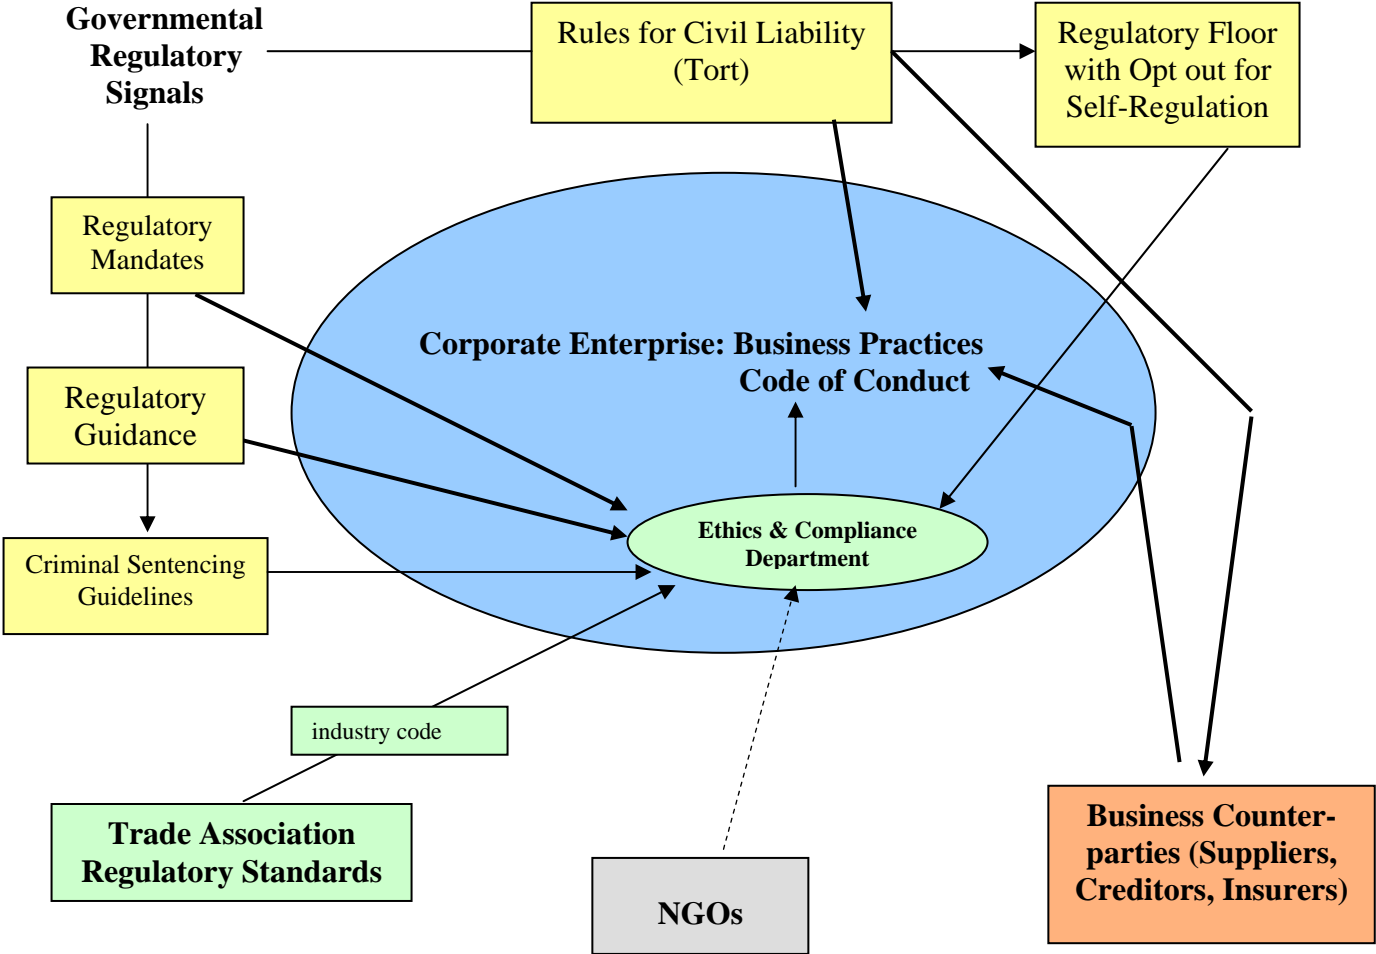 Governmental
Regulatory
Signals
Rules for Civil Liability
(Tort)
Regulatory Floor
with Opt out for
Self-Regulation
Regulatory
Mandates
Regulatory
Guidance
Criminal Sentencing
Guidelines
Corporate Enterprise: Business Practices
Code of Conduct
Ethics & Compliance
Department
industry code
Trade Association
Regulatory Standards
NGOs
Business Counter-
parties (Suppliers,
Creditors, Insurers)